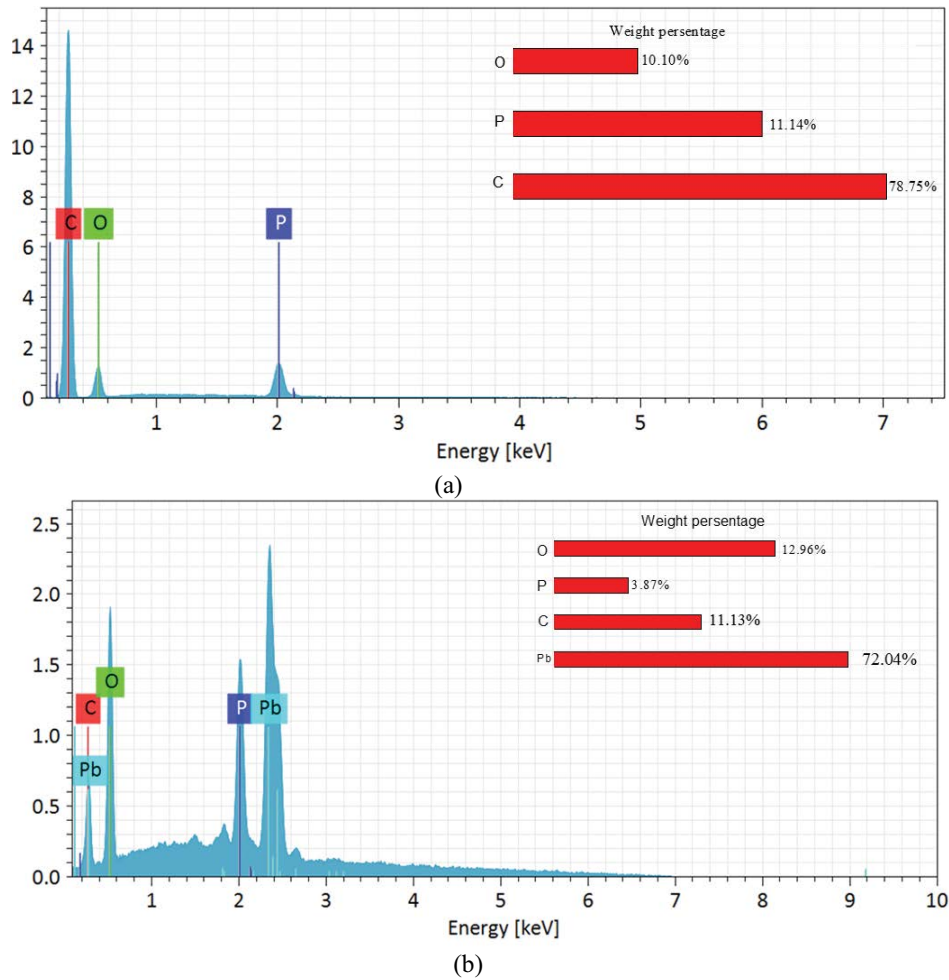 Weight persentage
14
12
10
8
6
4
2
0
O 10.10%
P 11.14%
C 78.75%
C O P
1 2 3 4 5 6 7
Energy [keV]
(a)
Weight persentage
2.5
2.0
1.5
1.0
0.5
0.0
O 12.96%
P 3.87%
C 11.13%
Pb 72.04%
O
C P Pb
Pb
1 2 3 4 5 6 7 8 9 10
Energy [keV]
(b)